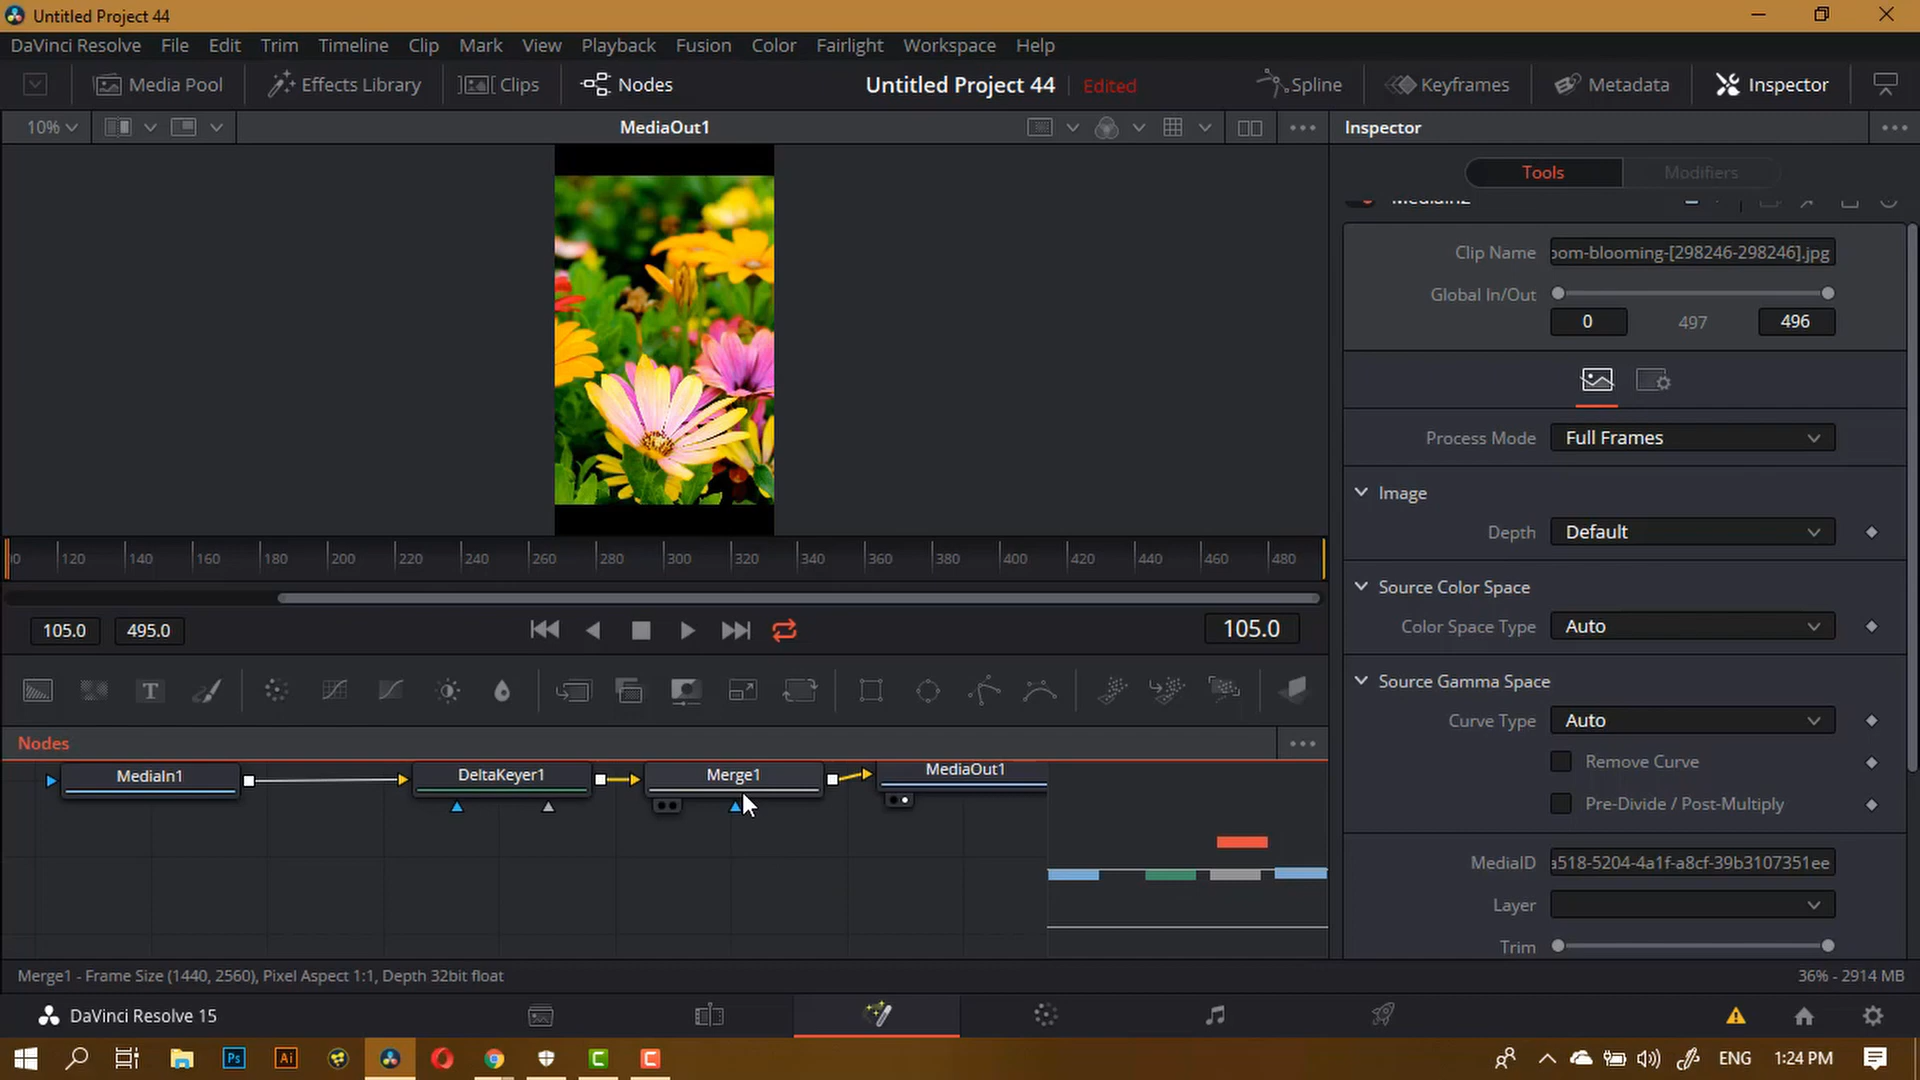 Untitled Project 44
DaVinci Resolve File Edit Trim Timeline Clip Mark View Playback Fusion Color Fairlight Workspace Help
Media Pool Effects Library Clips Nodes Untitled Project 44 Edited Spline Keyframes Metadata Inspector
10% MediaOut1 Inspector
Tools Modifiers
Clip Name oom-blooming-[298246-298246].jpg
Global In/Out
0 497 496
Process Mode Full Frames
Image
Depth Default
120 140 160 180 200 220 240 260 280 300 320 340 360 380 400 420 440 460 480
Source Color Space
Color Space Type Auto
105.0 495.0 105.0
Source Gamma Space
Curve Type Auto
Nodes
Remove Curve
MediaIn1 DeltaKeyer1 Merge1 MediaOut1
Pre-Divide / Post-Multiply
MediaID a518-5204-4a1f-a8cf-39b3107351ee
Layer
Trim
Merge1 - Frame Size (1440, 2560), Pixel Aspect 1:1, Depth 32bit float 36% - 2914 MB
DaVinci Resolve 15
Ps Ai C C ENG 1:24 PM